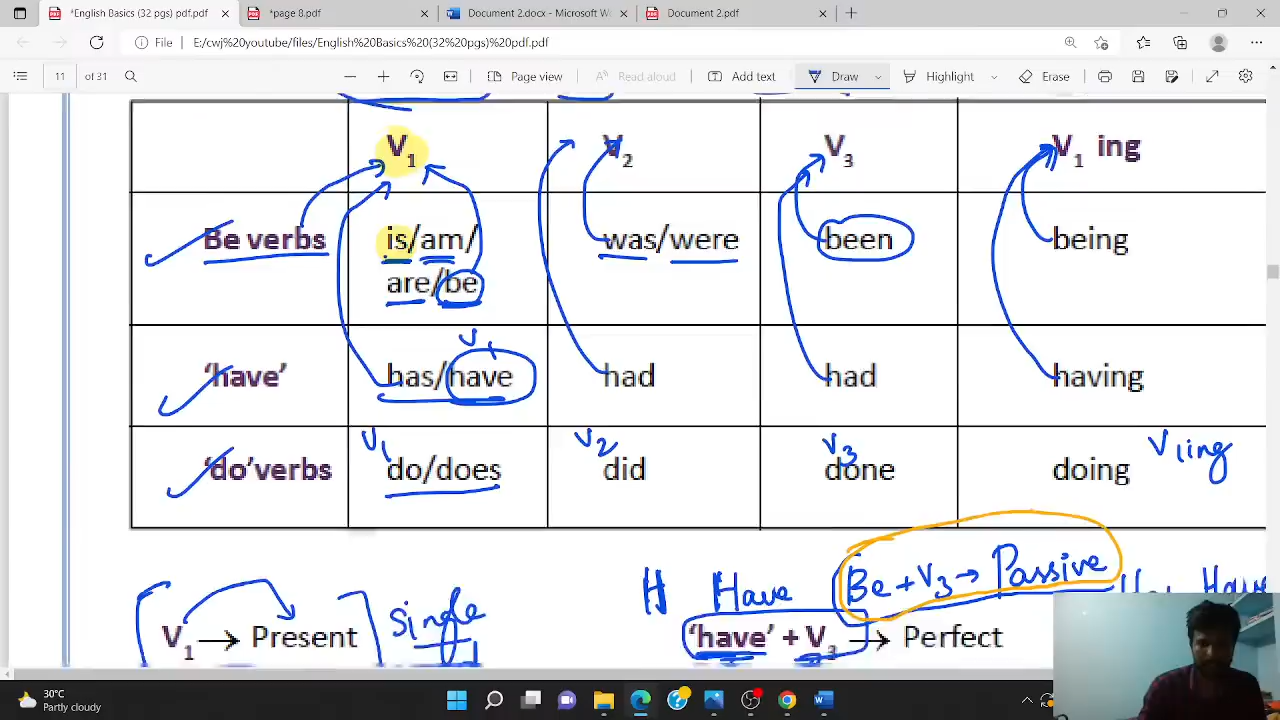 *English Basics (32 pgs) pdf.pdf
*page 8.pdf
Document 2.docx - Microsoft Wo
Document 2.pdf
File E:/cwj%20youtube/files/English%20Basics%20(32%20pgs)%20pdf.pdf
11 of 31 Page view Read aloud Add text Draw Highlight Erase
V1 V2 V3 V1 ing
Be verbs is/am/ was/were been being
are/be
V1
'have' has/have had had having
V1 V2 V3 V1ing
'do'verbs do/does did done doing
Be + V3 → Passive
H Have Have
V1 → Present single 'have' + V3 → Perfect
30°C
Partly cloudy